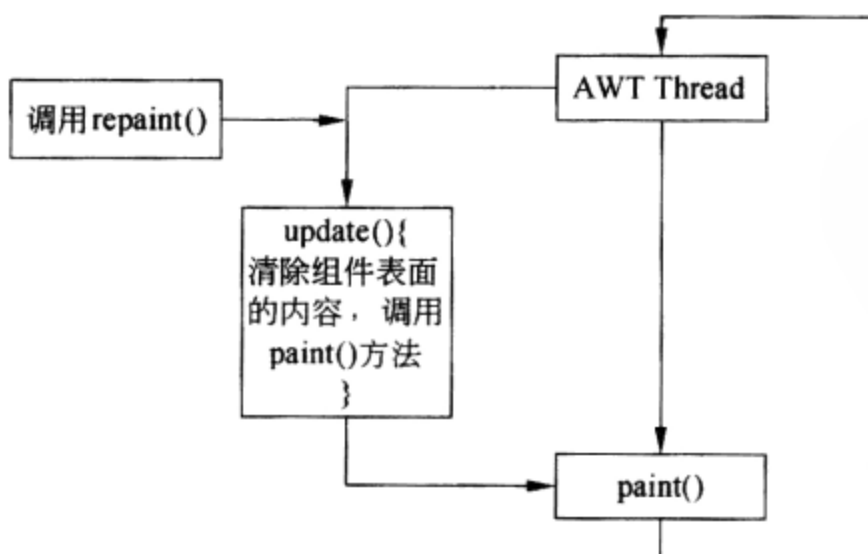 AWT Thread
调用repaint()
update(){
清除组件表面
的内容，调用
paint()方法
}
paint()